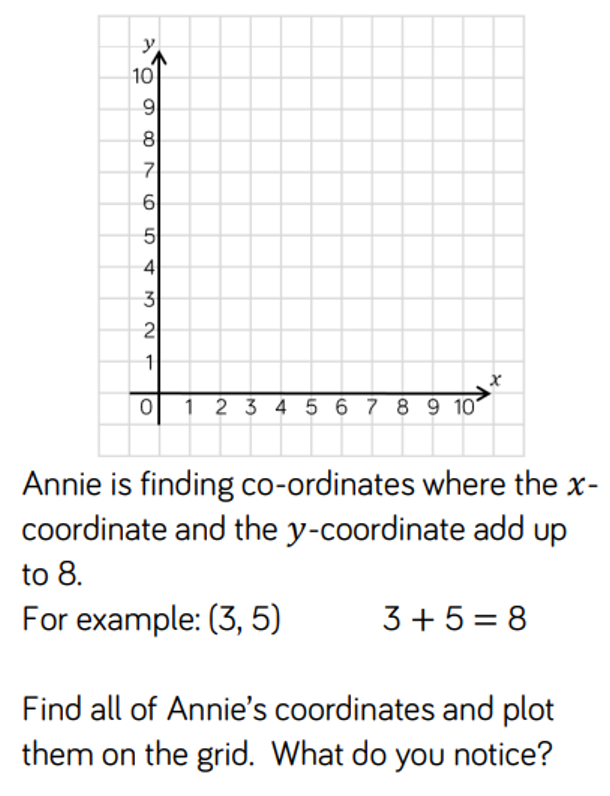 y
10
9
8
7
6
5
4
3
2
1
x
0 1 2 3 4 5 6 7 8 9 10
Annie is finding co-ordinates where the x-
coordinate and the y-coordinate add up
to 8.
For example: (3, 5) 3 + 5 = 8
Find all of Annie’s coordinates and plot
them on the grid. What do you notice?